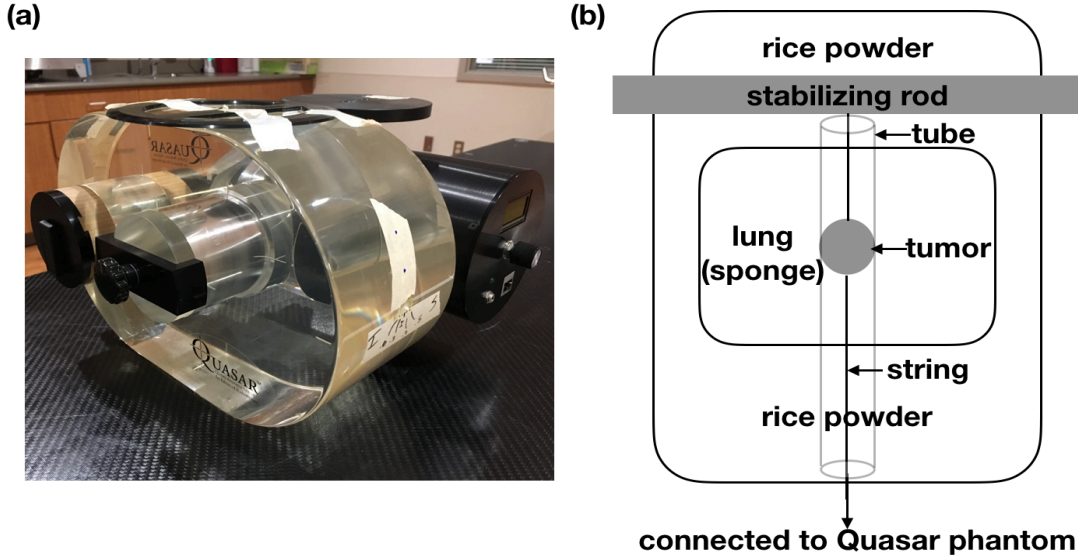 (a)
QUASAR
QUASAR
(b)
rice powder
stabilizing rod
tube
lung
(sponge)
tumor
string
rice powder
connected to Quasar phantom